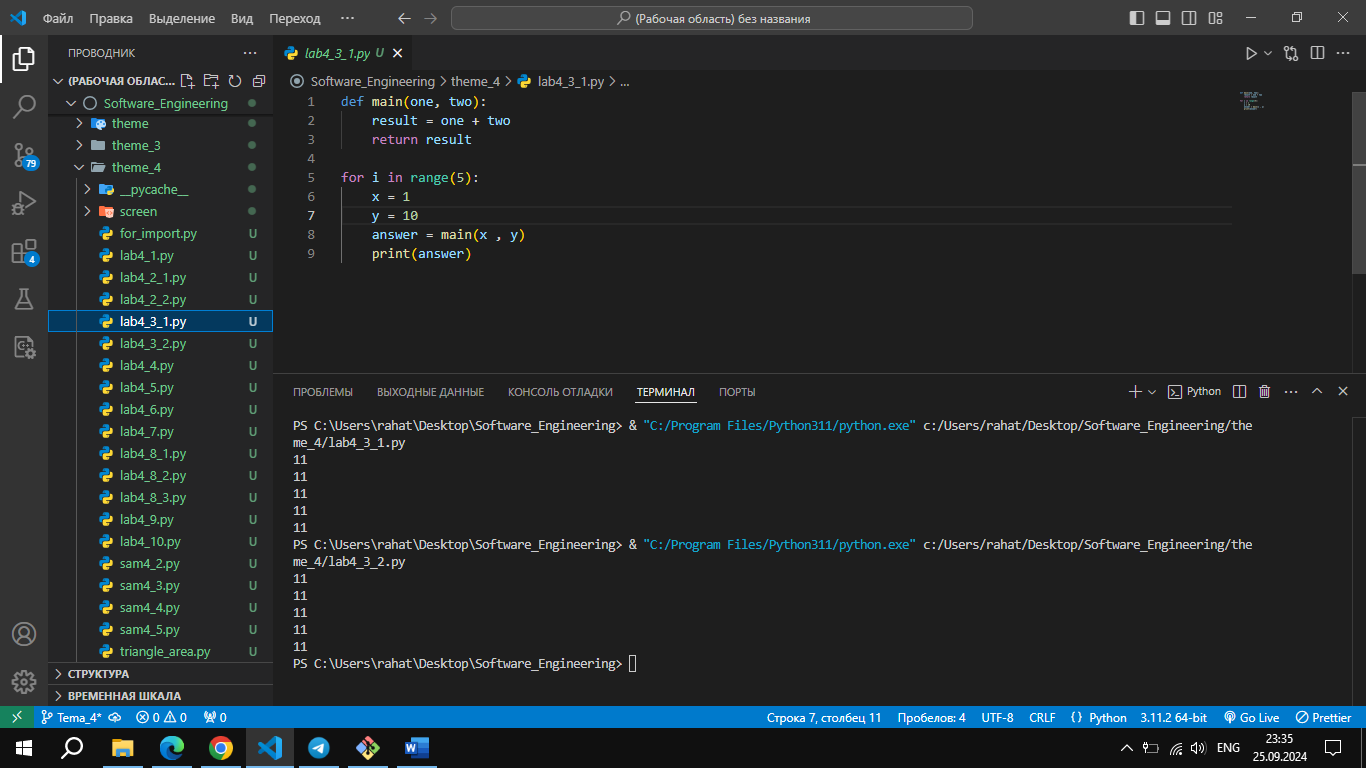 Файл Правка Выделение Вид Переход ··· (Рабочая область) без названия
ПРОВОДНИК ···
(РАБОЧАЯ ОБЛАС...
Software_Engineering
theme
theme_3
theme_4
__pycache__
screen
for_import.py U
lab4_1.py U
lab4_2_1.py U
lab4_2_2.py U
lab4_3_1.py U
lab4_3_2.py U
lab4_4.py U
lab4_5.py U
lab4_6.py U
lab4_7.py U
lab4_8_1.py U
lab4_8_2.py U
lab4_8_3.py U
lab4_9.py U
lab4_10.py U
sam4_2.py U
sam4_3.py U
sam4_4.py U
sam4_5.py U
triangle_area.py U
СТРУКТУРА
ВРЕМЕННАЯ ШКАЛА
79
4
lab4_3_1.py U
Software_Engineering > theme_4 > lab4_3_1.py > ...
1 def main(one, two):
2 result = one + two
3 return result
4
5 for i in range(5):
6 x = 1
7 y = 10
8 answer = main(x , y)
9 print(answer)
ПРОБЛЕМЫ ВЫХОДНЫЕ ДАННЫЕ КОНСОЛЬ ОТЛАДКИ ТЕРМИНАЛ ПОРТЫ Python ···
PS C:\Users\rahat\Desktop\Software_Engineering> & "C:/Program Files/Python311/python.exe" c:/Users/rahat/Desktop/Software_Engineering/the
me_4/lab4_3_1.py
11
11
11
11
11
PS C:\Users\rahat\Desktop\Software_Engineering> & "C:/Program Files/Python311/python.exe" c:/Users/rahat/Desktop/Software_Engineering/the
me_4/lab4_3_2.py
11
11
11
11
11
PS C:\Users\rahat\Desktop\Software_Engineering>
Tema_4* 0 0 0 Строка 7, столбец 11 Пробелов: 4 UTF-8 CRLF {} Python 3.11.2 64-bit Go Live Prettier
ENG 23:35
25.09.2024